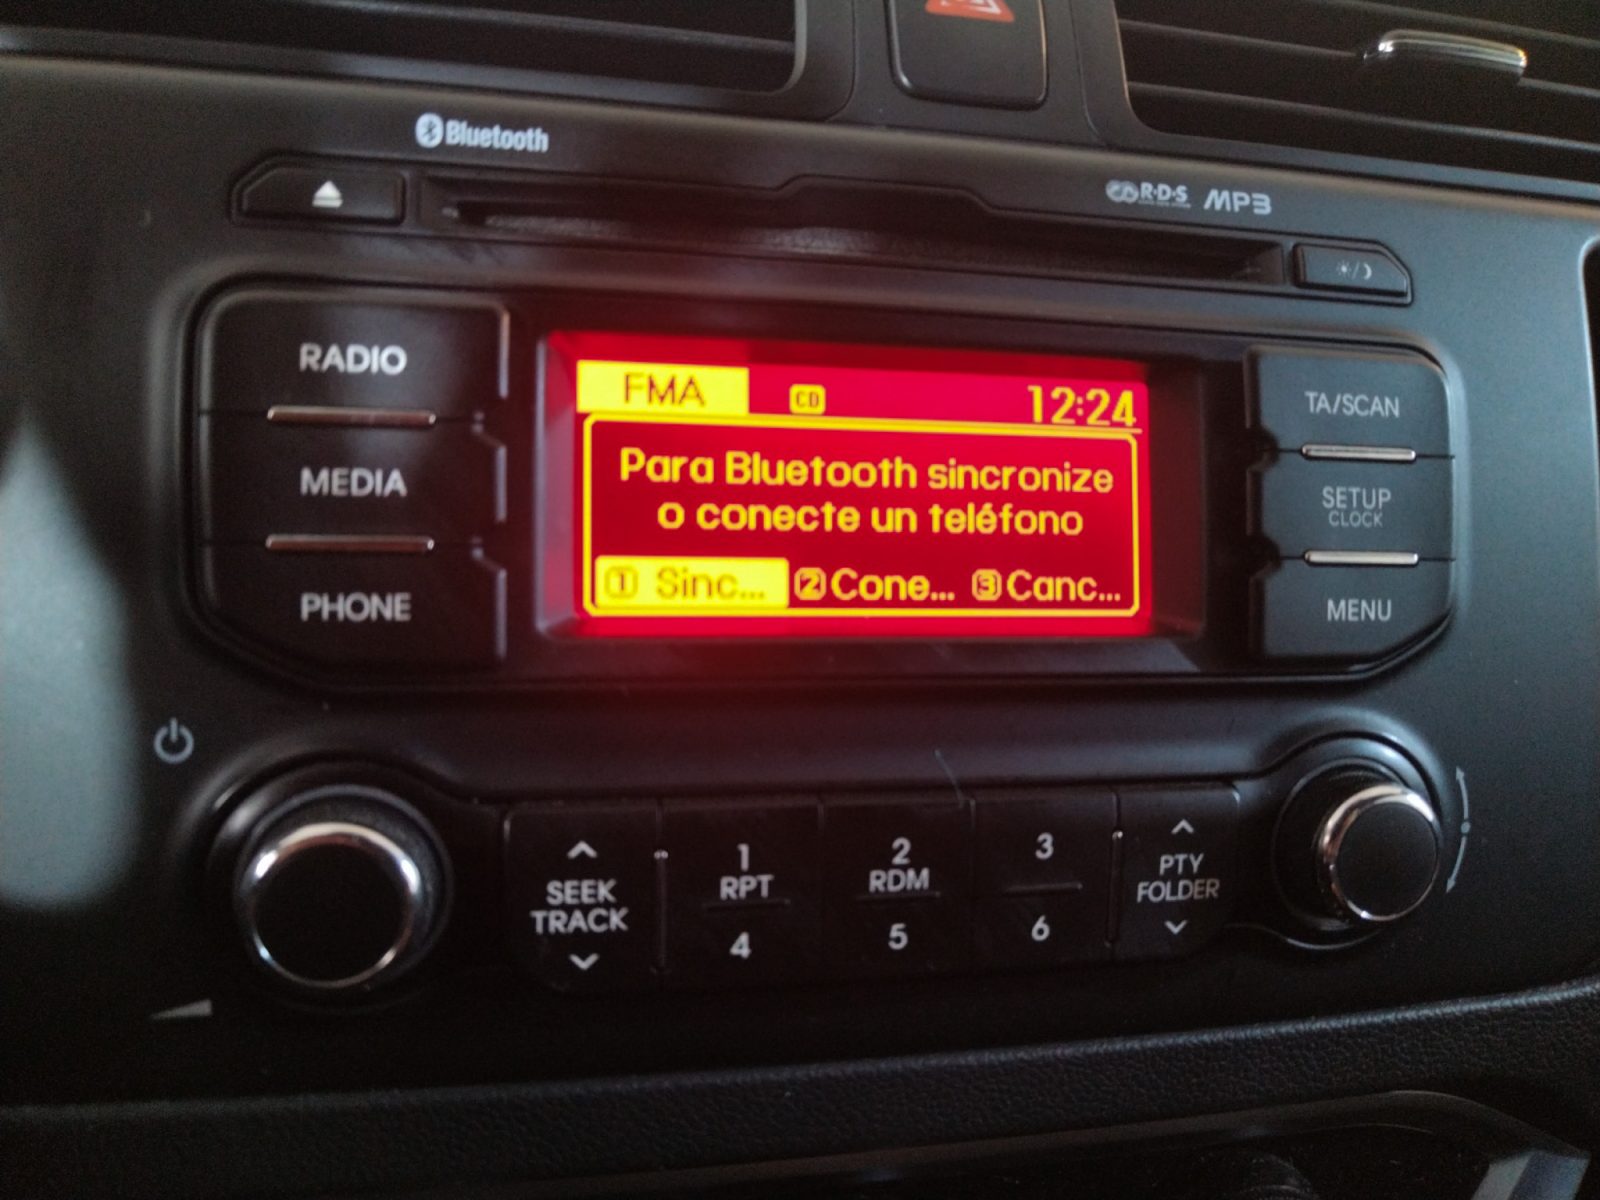 Bluetooth
R·D·S MP3
RADIO
MEDIA
PHONE
FMA CD 12:24
Para Bluetooth sincronize
o conecte un teléfono
1 Sinc... 2 Cone... 3 Canc...
TA/SCAN
SETUP
CLOCK
MENU
SEEK
TRACK
1
RPT
4
2
RDM
5
3
6
PTY
FOLDER